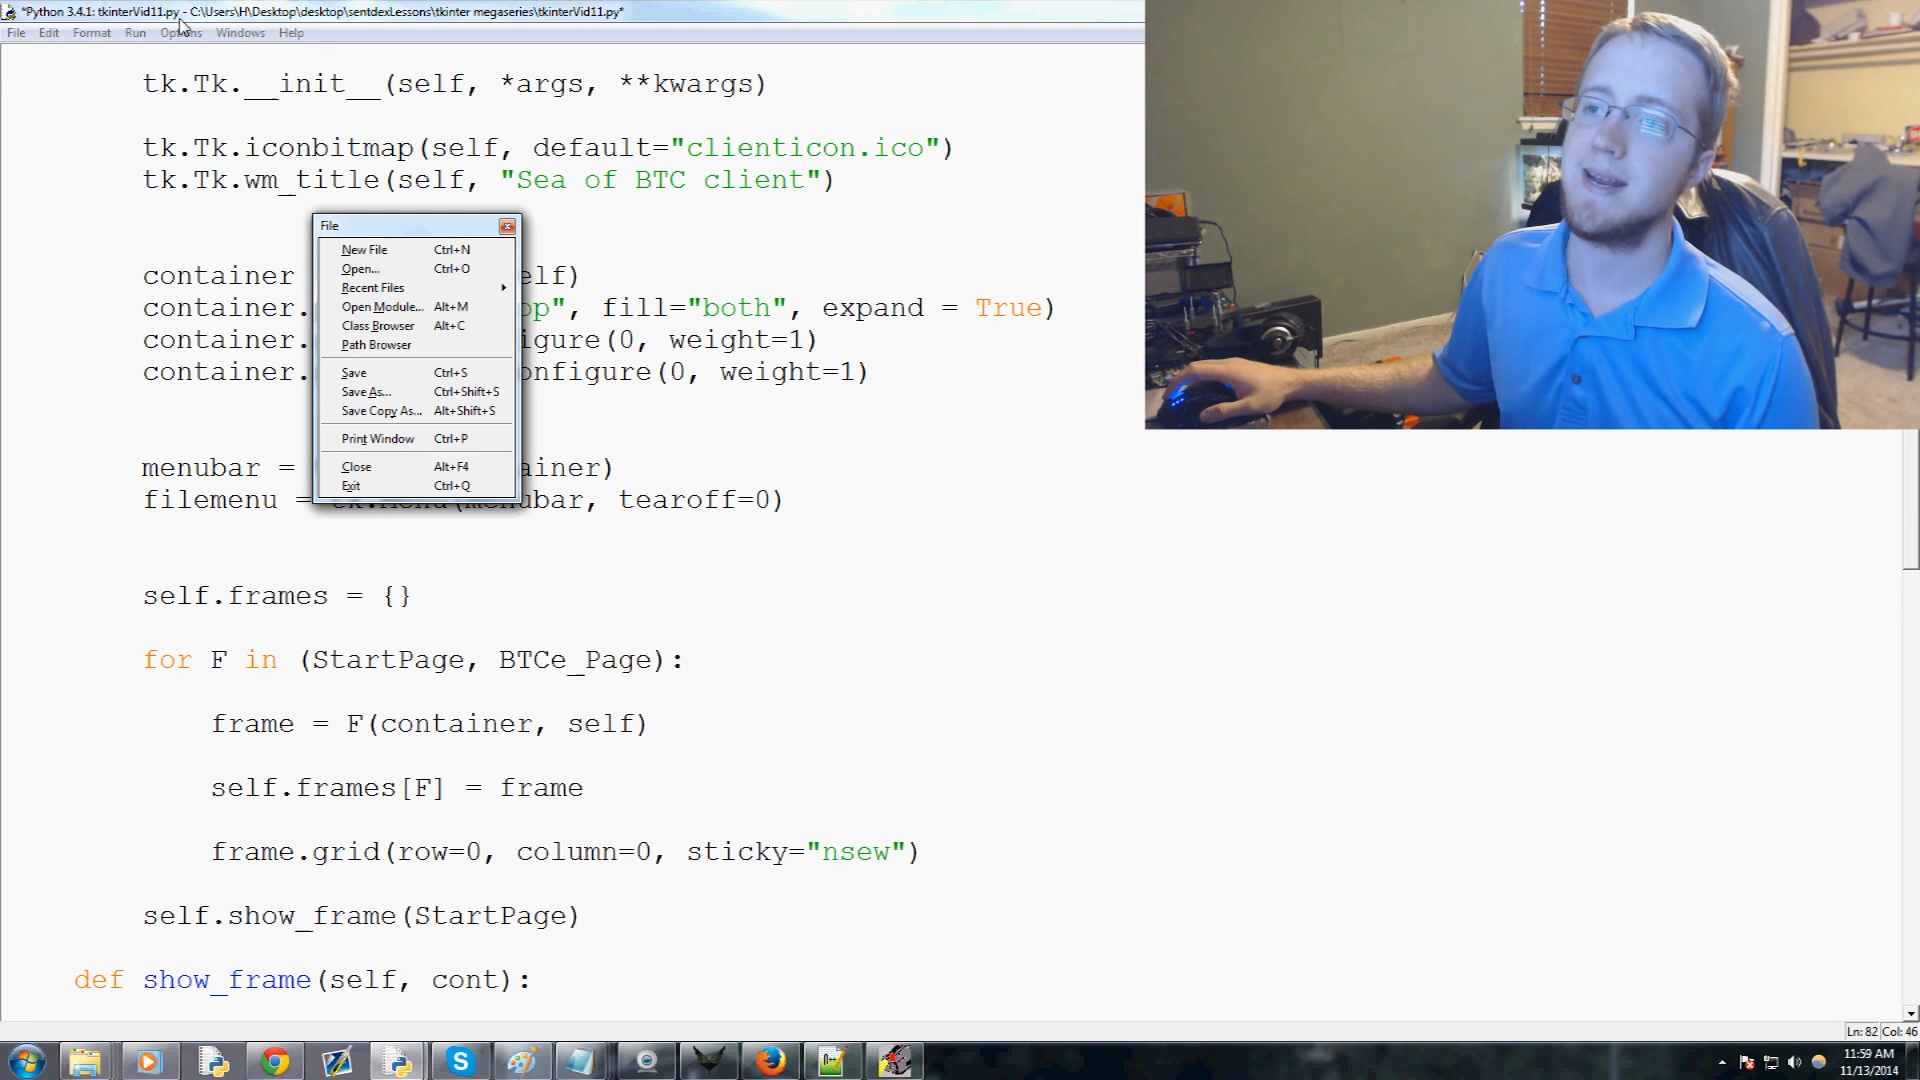 *Python 3.4.1: tkinterVid11.py - C:\Users\H\Desktop\desktop\sentdexLessons\tkinter megaseries\tkinterVid11.py*
File Edit Format Run Options Windows Help
tk.Tk.__init__(self, *args, **kwargs)
tk.Tk.iconbitmap(self, default="clienticon.ico")
tk.Tk.wm_title(self, "Sea of BTC client")
File
New File Ctrl+N
Open... Ctrl+O
Recent Files
Open Module... Alt+M
Class Browser Alt+C
Path Browser
Save Ctrl+S
Save As... Ctrl+Shift+S
Save Copy As... Alt+Shift+S
Print Window Ctrl+P
Close Alt+F4
Exit Ctrl+Q
container elf)
container. op", fill="both", expand = True)
container. igure(0, weight=1)
container. onfigure(0, weight=1)
menubar = ainer)
filemenu = tk.Menu(menubar, tearoff=0)
self.frames = {}
for F in (StartPage, BTCe_Page):
frame = F(container, self)
self.frames[F] = frame
frame.grid(row=0, column=0, sticky="nsew")
self.show_frame(StartPage)
def show_frame(self, cont):
Ln: 82 Col: 46
11:59 AM
11/13/2014